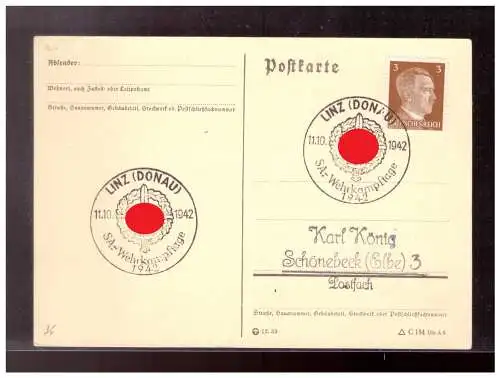 Absender:
Wohnort, auch Zustell- oder Leitpostamt
Straße, Hausnummer, Gebäudeteil, Stockwerk od. Postschließfachnummer
Postkarte
3 3
DEUTSCHES REICH
LINZ (DONAU)
11.10. 1942
SA-Wehrkampftage
1942
LINZ (DONAU)
11.10. 1942
SA-Wehrkampftage
1942
Karl König
Schönebeck (Elbe) 3
Postfach
Straße, Hausnummer, Gebäudeteil, Stockwerk oder Postschließfachnummer
C 154